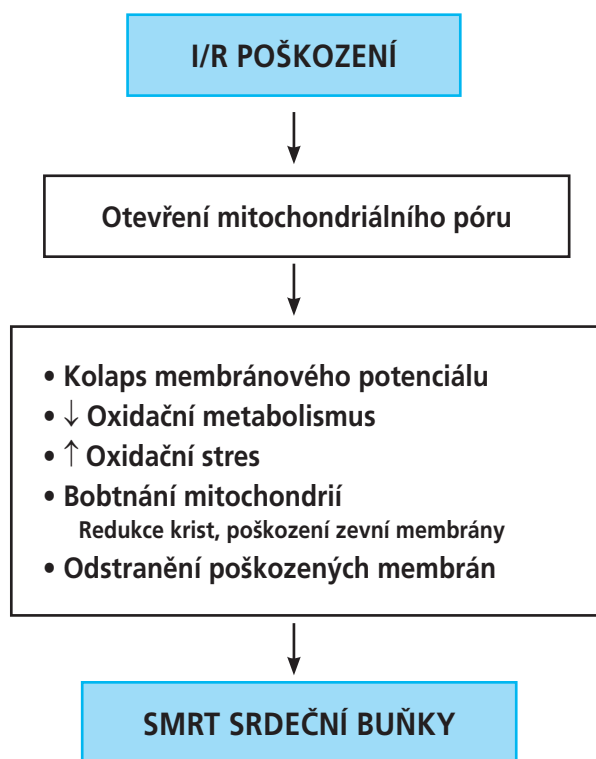 I/R POŠKOZENÍ
Otevření mitochondriálního póru
• Kolaps membránového potenciálu
• ↓ Oxidační metabolismus
• ↑ Oxidační stres
• Bobtnání mitochondrií
Redukce krist, poškození zevní membrány
• Odstranění poškozených membrán
SMRT SRDEČNÍ BUŇKY